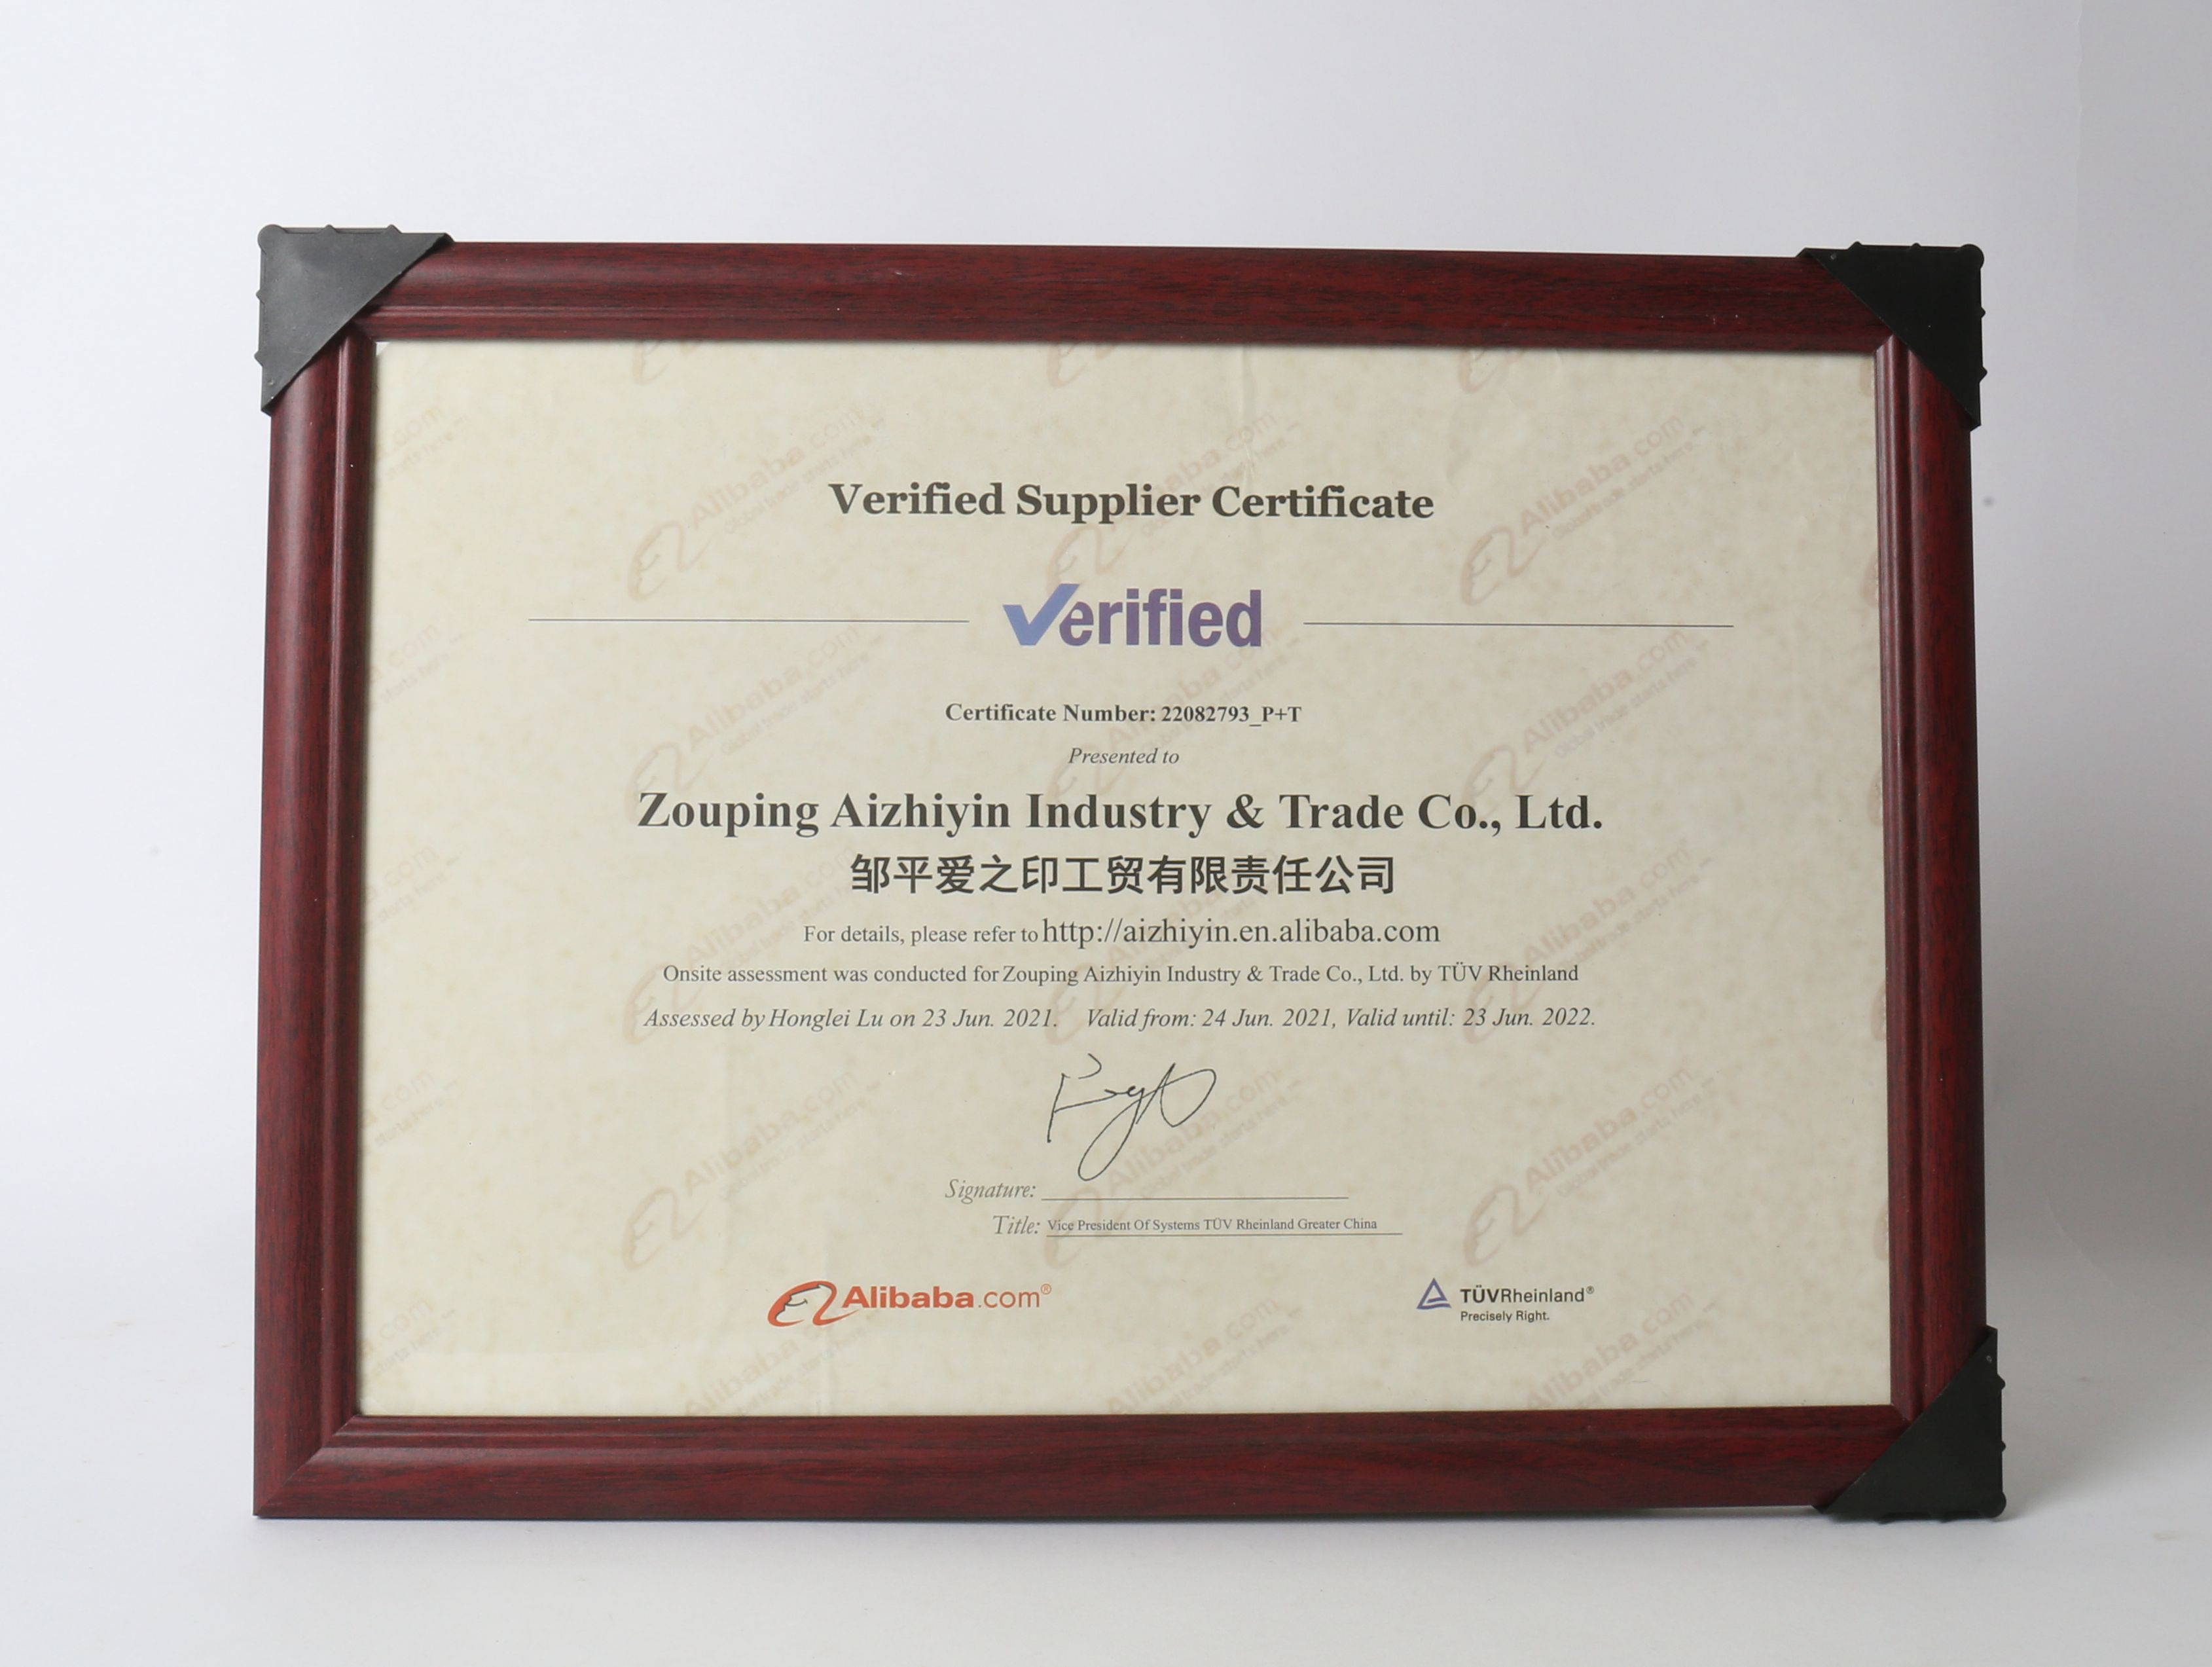 Verified Supplier Certificate
Verified
Certificate Number: 22082793_P+T
Presented to
Zouping Aizhiyin Industry & Trade Co., Ltd.
邹平爱之印工贸有限责任公司
For details, please refer to http://aizhiyin.en.alibaba.com
Onsite assessment was conducted for Zouping Aizhiyin Industry & Trade Co., Ltd. by TÜV Rheinland
Assessed by Honglei Lu on 23 Jun. 2021. Valid from: 24 Jun. 2021, Valid until: 23 Jun. 2022.
Signature:
Title: Vice President Of Systems TÜV Rheinland Greater China
Alibaba.com®
TÜVRheinland®
Precisely Right.